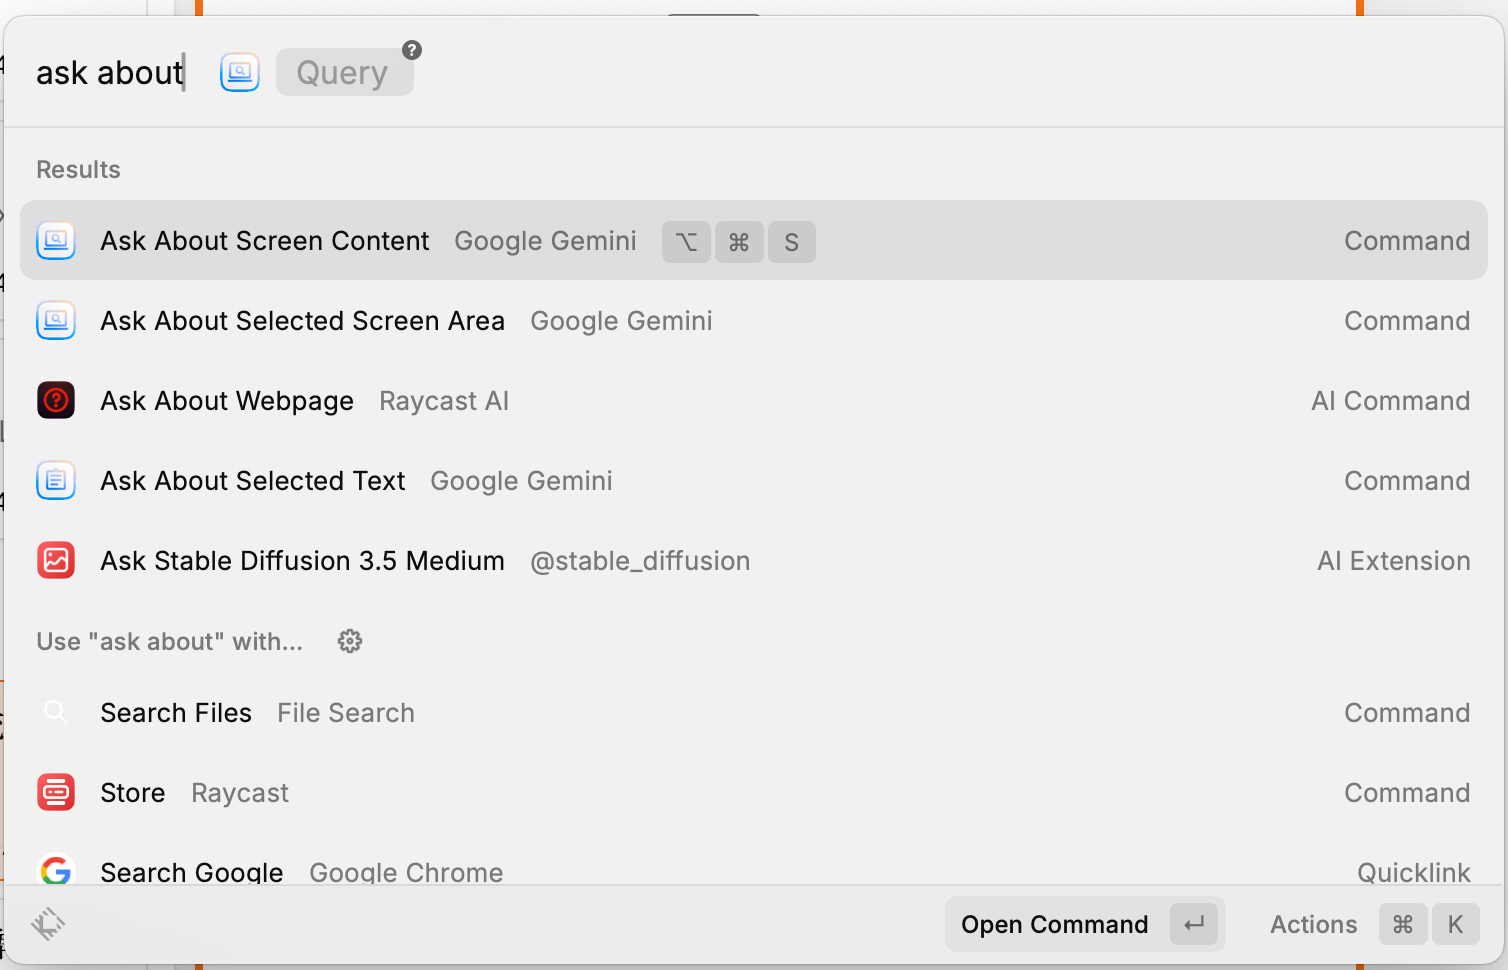 ask about Query ?
Results
Ask About Screen Content Google Gemini ⌥ ⌘ S Command
Ask About Selected Screen Area Google Gemini Command
Ask About Webpage Raycast AI AI Command
Ask About Selected Text Google Gemini Command
Ask Stable Diffusion 3.5 Medium @stable_diffusion AI Extension
Use "ask about" with...
Search Files File Search Command
Store Raycast Command
Search Google Google Chrome Quicklink
Open Command ↵ Actions ⌘ K